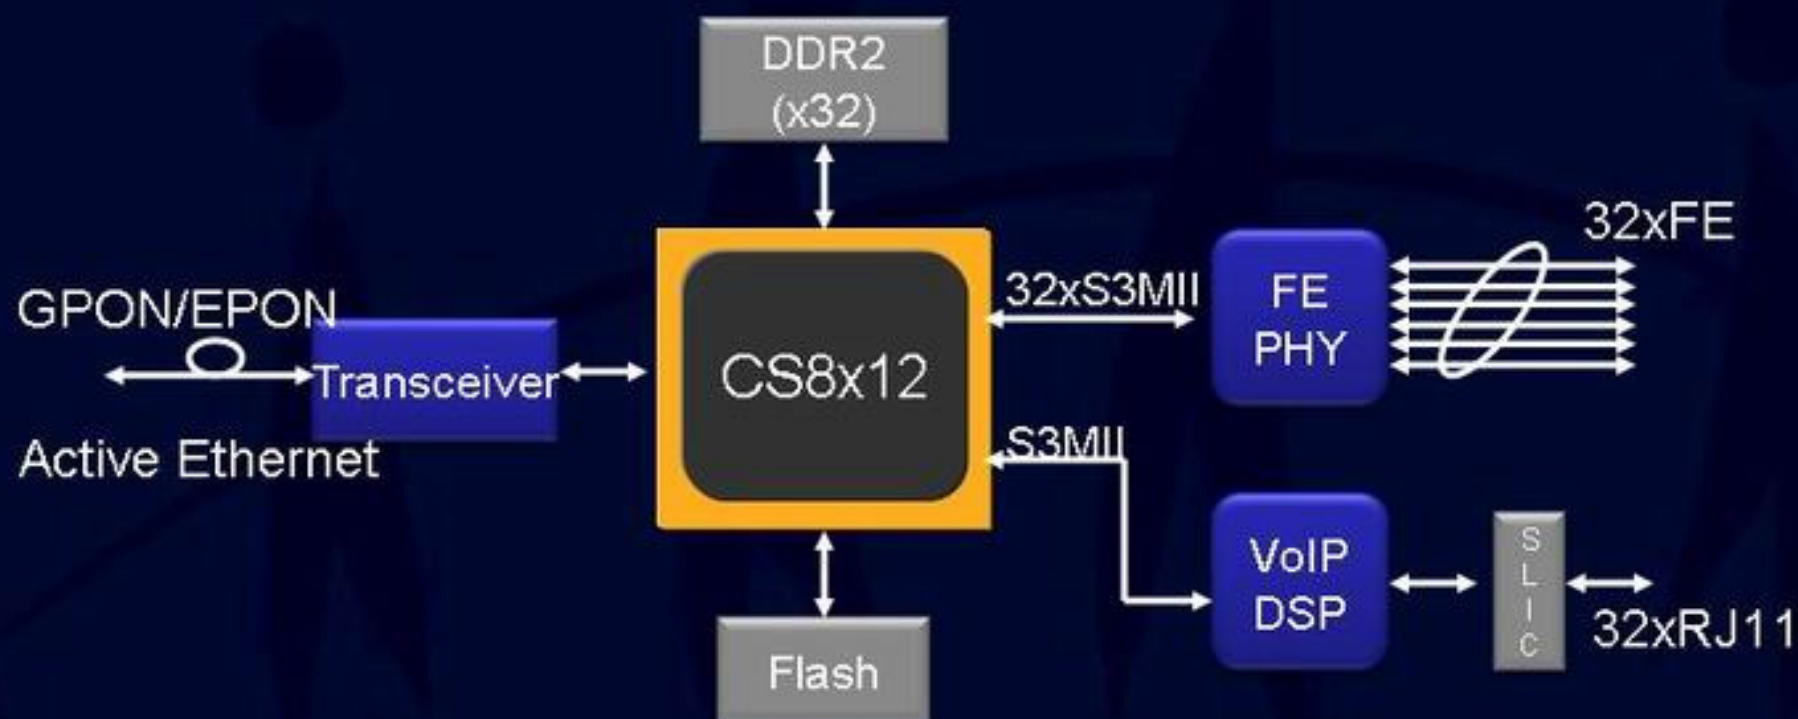 DDR2
(x32)
32xFE
GPON/EPON
32xS3MII
FE
PHY
Transceiver
CS8x12
Active Ethernet
S3MII
VoIP
DSP
S
L
I
C
32xRJ11
Flash